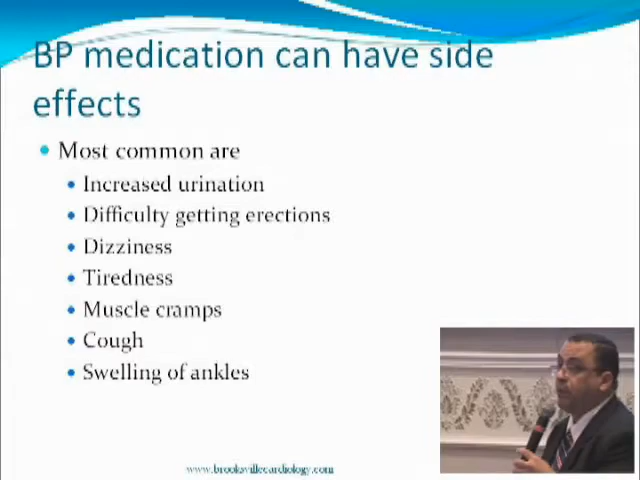 BP medication can have side
effects
Most common are
Increased urination
Difficulty getting erections
Dizziness
Tiredness
Muscle cramps
Cough
Swelling of ankles
www.brooksvillecardiology.com